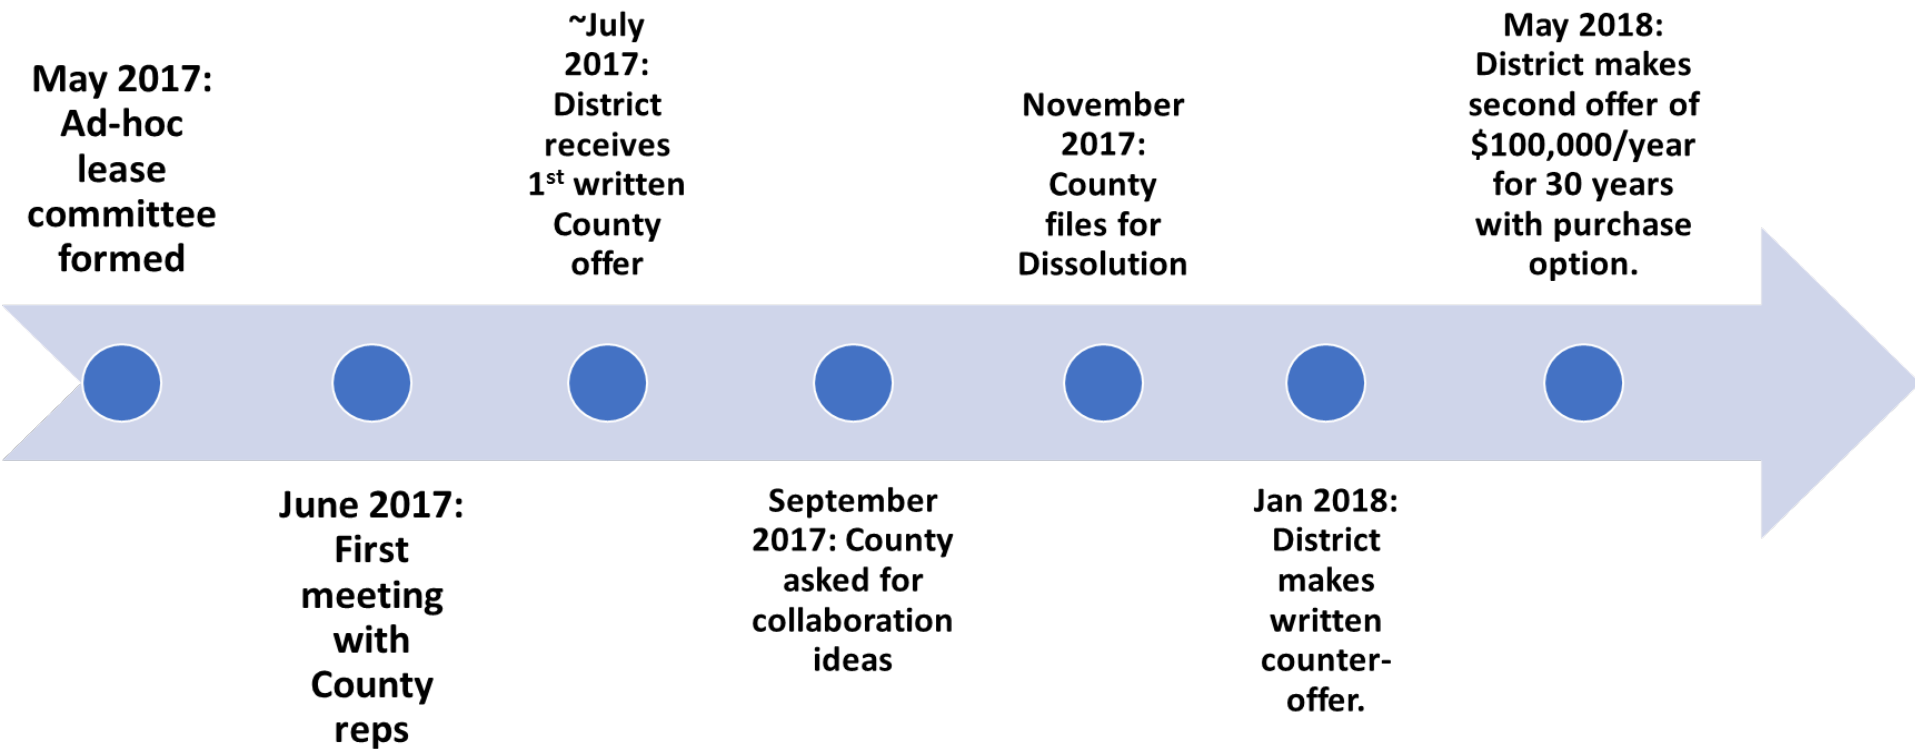 May 2017:
Ad-hoc
lease
committee
formed
June 2017:
First
meeting
with
County
reps
~July
2017:
District
receives
1st written
County
offer
September
2017: County
asked for
collaboration
ideas
November
2017:
County
files for
Dissolution
Jan 2018:
District
makes
written
counter-
offer.
May 2018:
District makes
second offer of
$100,000/year
for 30 years
with purchase
option.